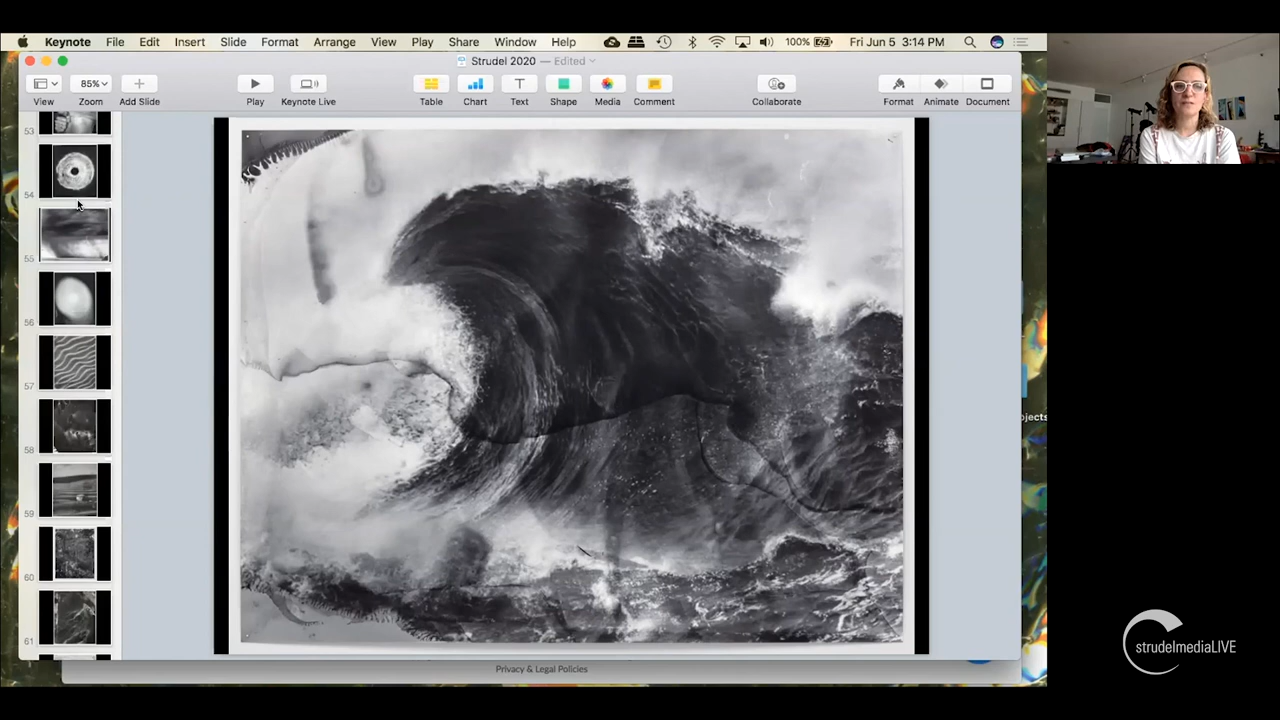 Keynote File Edit Insert Slide Format Arrange View Play Share Window Help 100% Fri Jun 5 3:14 PM
Strudel 2020 — Edited
85%
View Zoom Add Slide Play Keynote Live Table Chart Text Shape Media Comment Collaborate Format Animate Document
53
54
55
56
57
58
59
60
61
Privacy & Legal Policies
ojects
strudelmediaLIVE